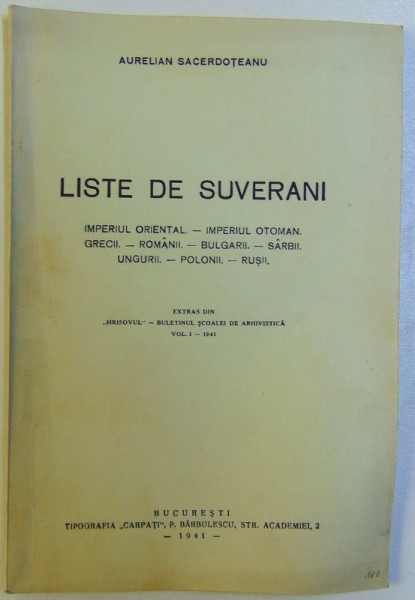 AURELIAN SACERDOȚEANU
LISTE DE SUVERANI
IMPERIUL ORIENTAL. — IMPERIUL OTOMAN.
GRECII. — ROMÂNII. — BULGARII. — SÂRBII.
UNGURII. — POLONII. — RUȘII.
EXTRAS DIN
„HRISOVUL" — BULETINUL ȘCOALEI DE ARHIVISTICĂ
VOL. I — 1941
BUCUREȘTI
TIPOGRAFIA „CARPAȚI", P. BĂRBULESCU, STR. ACADEMIEI, 2
— 1941 —
100